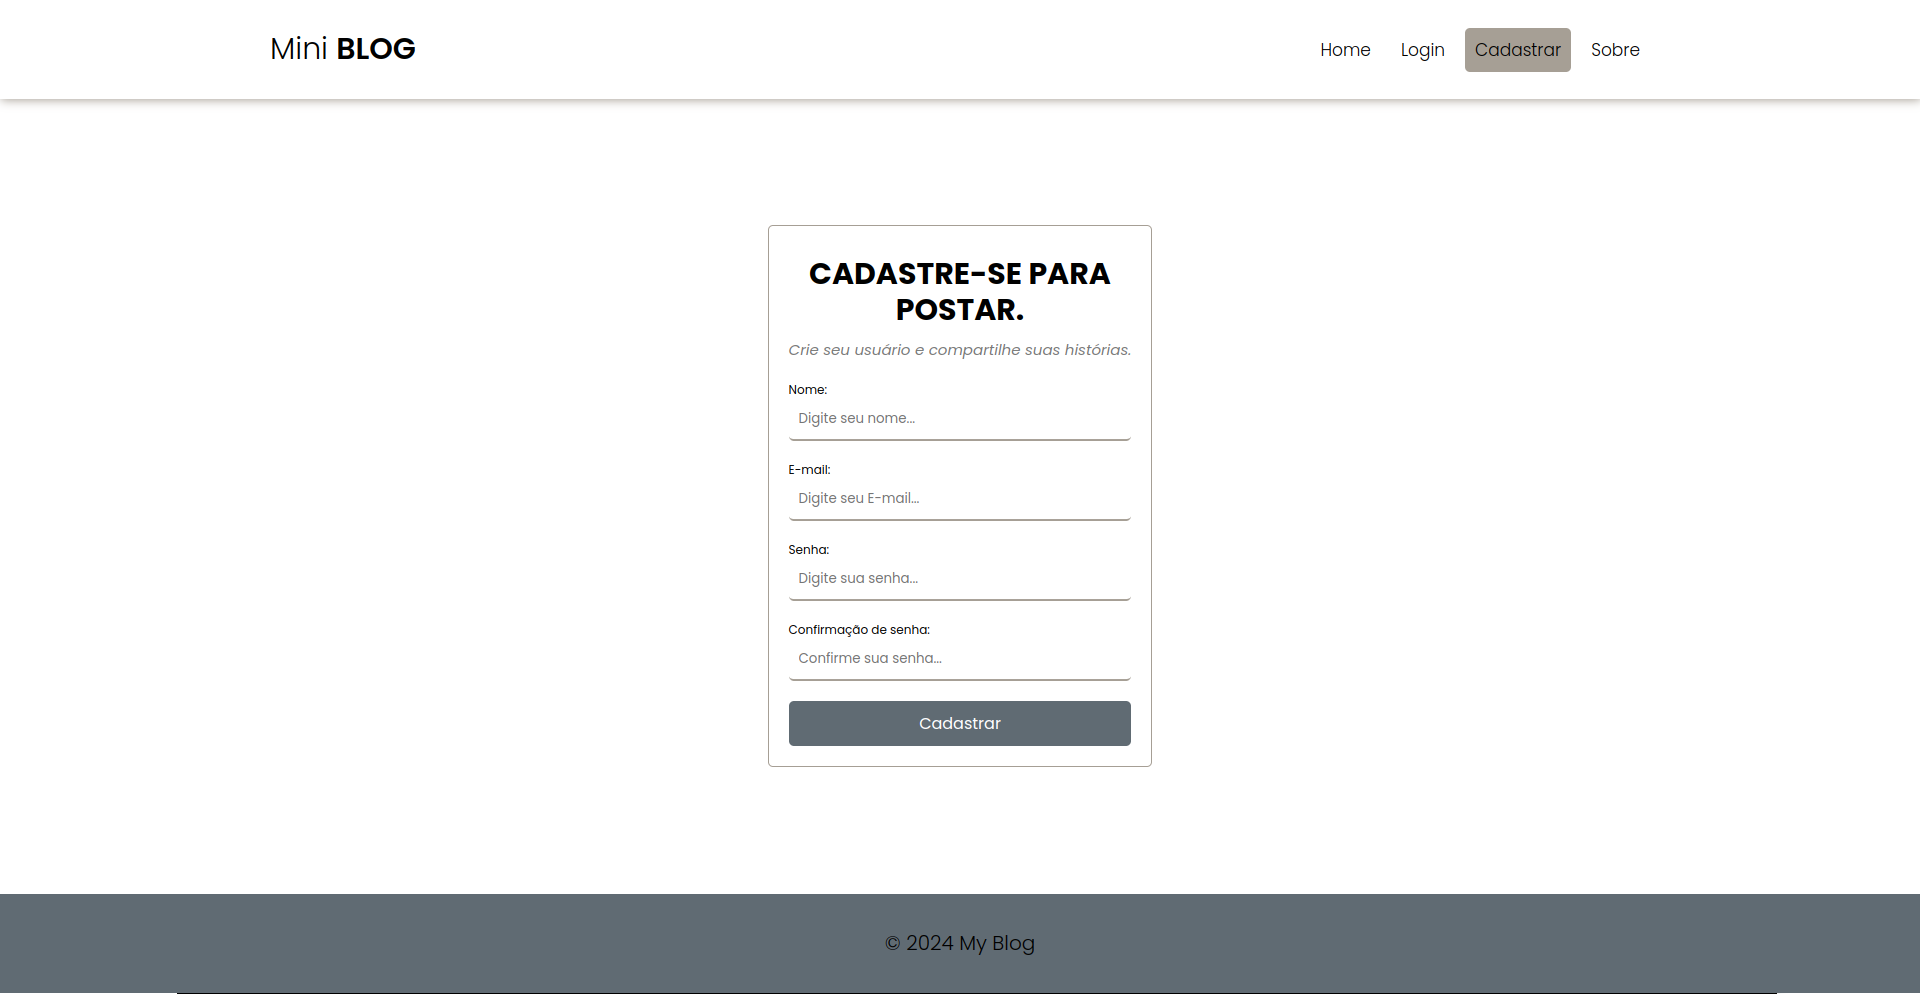 Mini BLOG
Home Login Cadastrar Sobre
CADASTRE-SE PARA
POSTAR.
Crie seu usuário e compartilhe suas histórias.
Nome:
Digite seu nome...
E-mail:
Digite seu E-mail...
Senha:
Digite sua senha...
Confirmação de senha:
Confirme sua senha...
Cadastrar
© 2024 My Blog